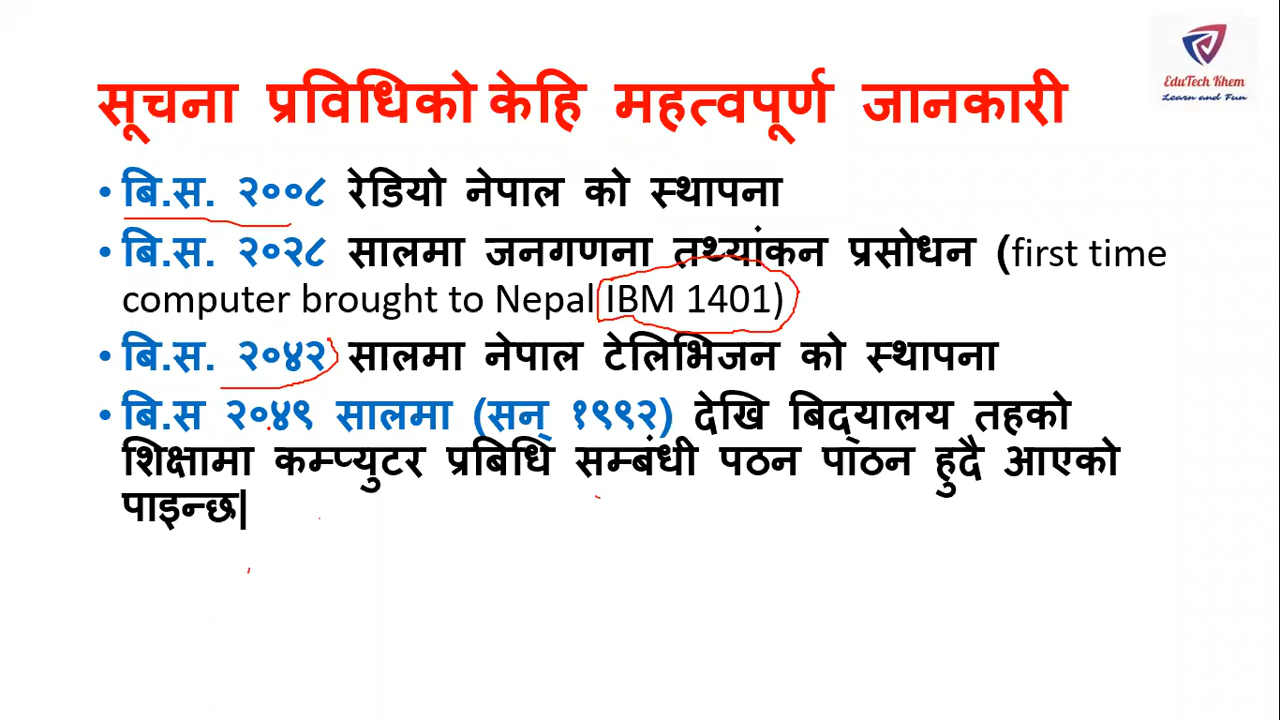 EduTech Khem
Learn and Fun
सूचना प्रविधिको केहि महत्वपूर्ण जानकारी
• बि.स. २००८ रेडियो नेपाल को स्थापना
• बि.स. २०२८ सालमा जनगणना तथ्यांकन प्रसोधन (first time
computer brought to Nepal IBM 1401)
• बि.स. २०४२ सालमा नेपाल टेलिभिजन को स्थापना
• बि.स २०४९ सालमा (सन् १९९२) देखि बिद्यालय तहको
शिक्षामा कम्प्युटर प्रबिधि सम्बंधी पठन पाठन हुदै आएको
पाइन्छ|